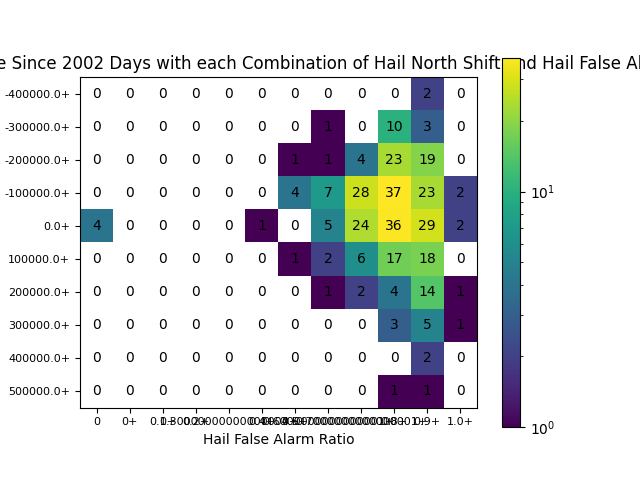 e Since 2002 Days with each Combination of Hail North Shift and Hail False Al
-400000.0+ 0 0 0 0 0 0 0 0 0 0 2 0
-300000.0+ 0 0 0 0 0 0 0 1 0 10 3 0
-200000.0+ 0 0 0 0 0 0 1 1 4 23 19 0
-100000.0+ 0 0 0 0 0 0 4 7 28 37 23 2
0.0+ 4 0 0 0 0 1 0 5 24 36 29 2
100000.0+ 0 0 0 0 0 0 1 2 6 17 18 0
200000.0+ 0 0 0 0 0 0 0 1 2 4 14 1
300000.0+ 0 0 0 0 0 0 0 0 0 3 5 1
400000.0+ 0 0 0 0 0 0 0 0 0 0 2 0
500000.0+ 0 0 0 0 0 0 0 0 0 1 1 0
0 0+ 0.9+ 1.0+
Hail False Alarm Ratio
10¹
10⁰